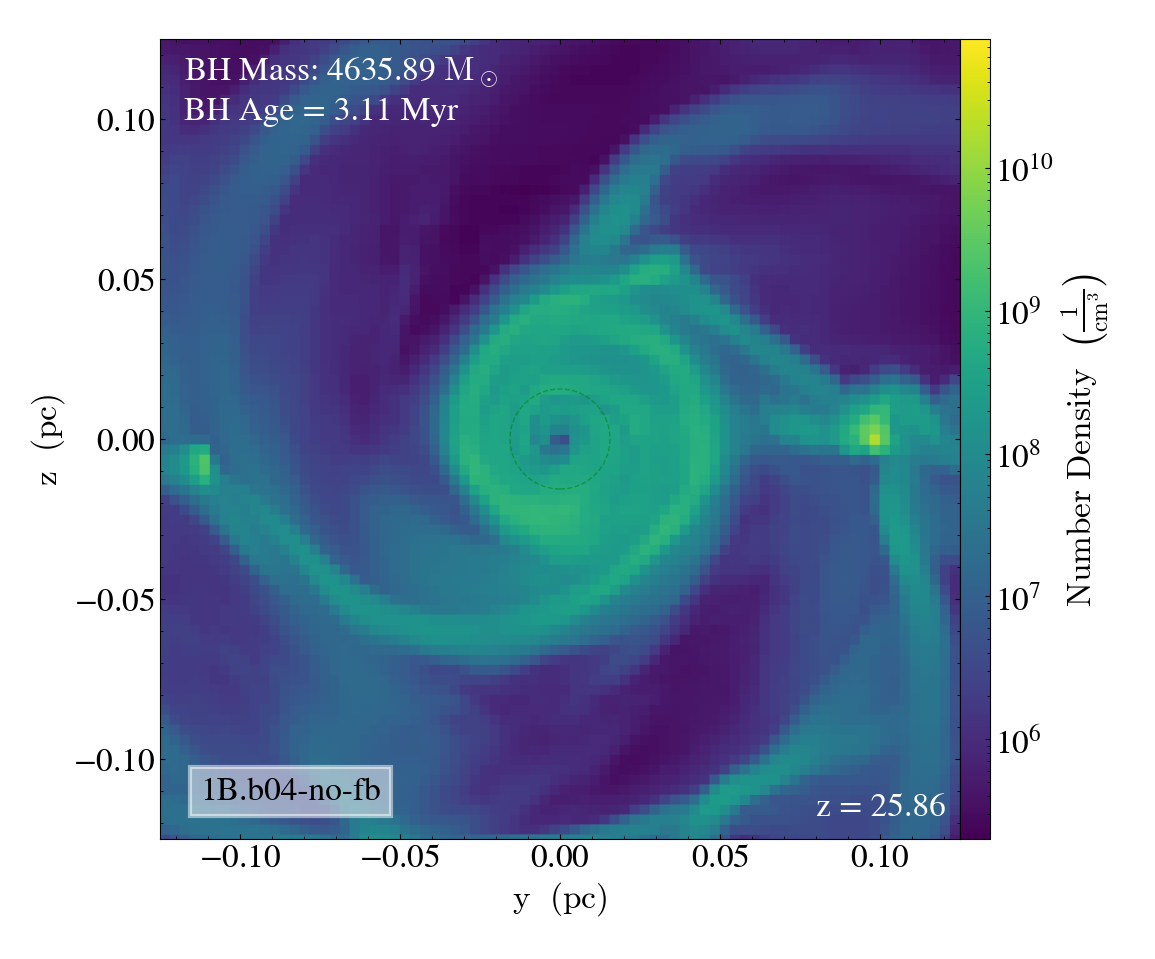 BH Mass: 4635.89 M⊙
BH Age = 3.11 Myr
0.10
0.05
0.00
−0.05
−0.10
z (pc)
1B.b04-no-fb
z = 25.86
−0.10 −0.05 0.00 0.05 0.10
y (pc)
10^10
10^9
10^8
10^7
10^6
Number Density (1/cm^3)